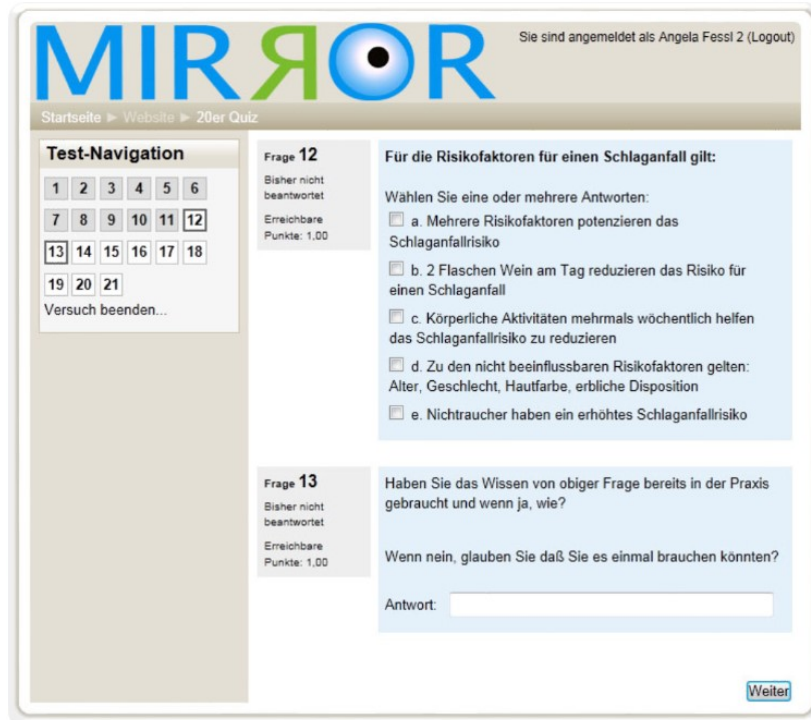 MIRROR
Sie sind angemeldet als Angela Fessl 2 (Logout)
Startseite ► Website ► 20er Quiz
Test-Navigation
1 2 3 4 5 6
7 8 9 10 11 12
13 14 15 16 17 18
19 20 21
Versuch beenden...
Frage 12
Bisher nicht
beantwortet
Erreichbare
Punkte: 1,00
Für die Risikofaktoren für einen Schlaganfall gilt:
Wählen Sie eine oder mehrere Antworten:
a. Mehrere Risikofaktoren potenzieren das
Schlaganfallrisiko
b. 2 Flaschen Wein am Tag reduzieren das Risiko für
einen Schlaganfall
c. Körperliche Aktivitäten mehrmals wöchentlich helfen
das Schlaganfallrisiko zu reduzieren
d. Zu den nicht beeinflussbaren Risikofaktoren gelten:
Alter, Geschlecht, Hautfarbe, erbliche Disposition
e. Nichtraucher haben ein erhöhtes Schlaganfallrisiko
Frage 13
Bisher nicht
beantwortet
Erreichbare
Punkte: 1,00
Haben Sie das Wissen von obiger Frage bereits in der Praxis
gebraucht und wenn ja, wie?
Wenn nein, glauben Sie daß Sie es einmal brauchen könnten?
Antwort:
Weiter